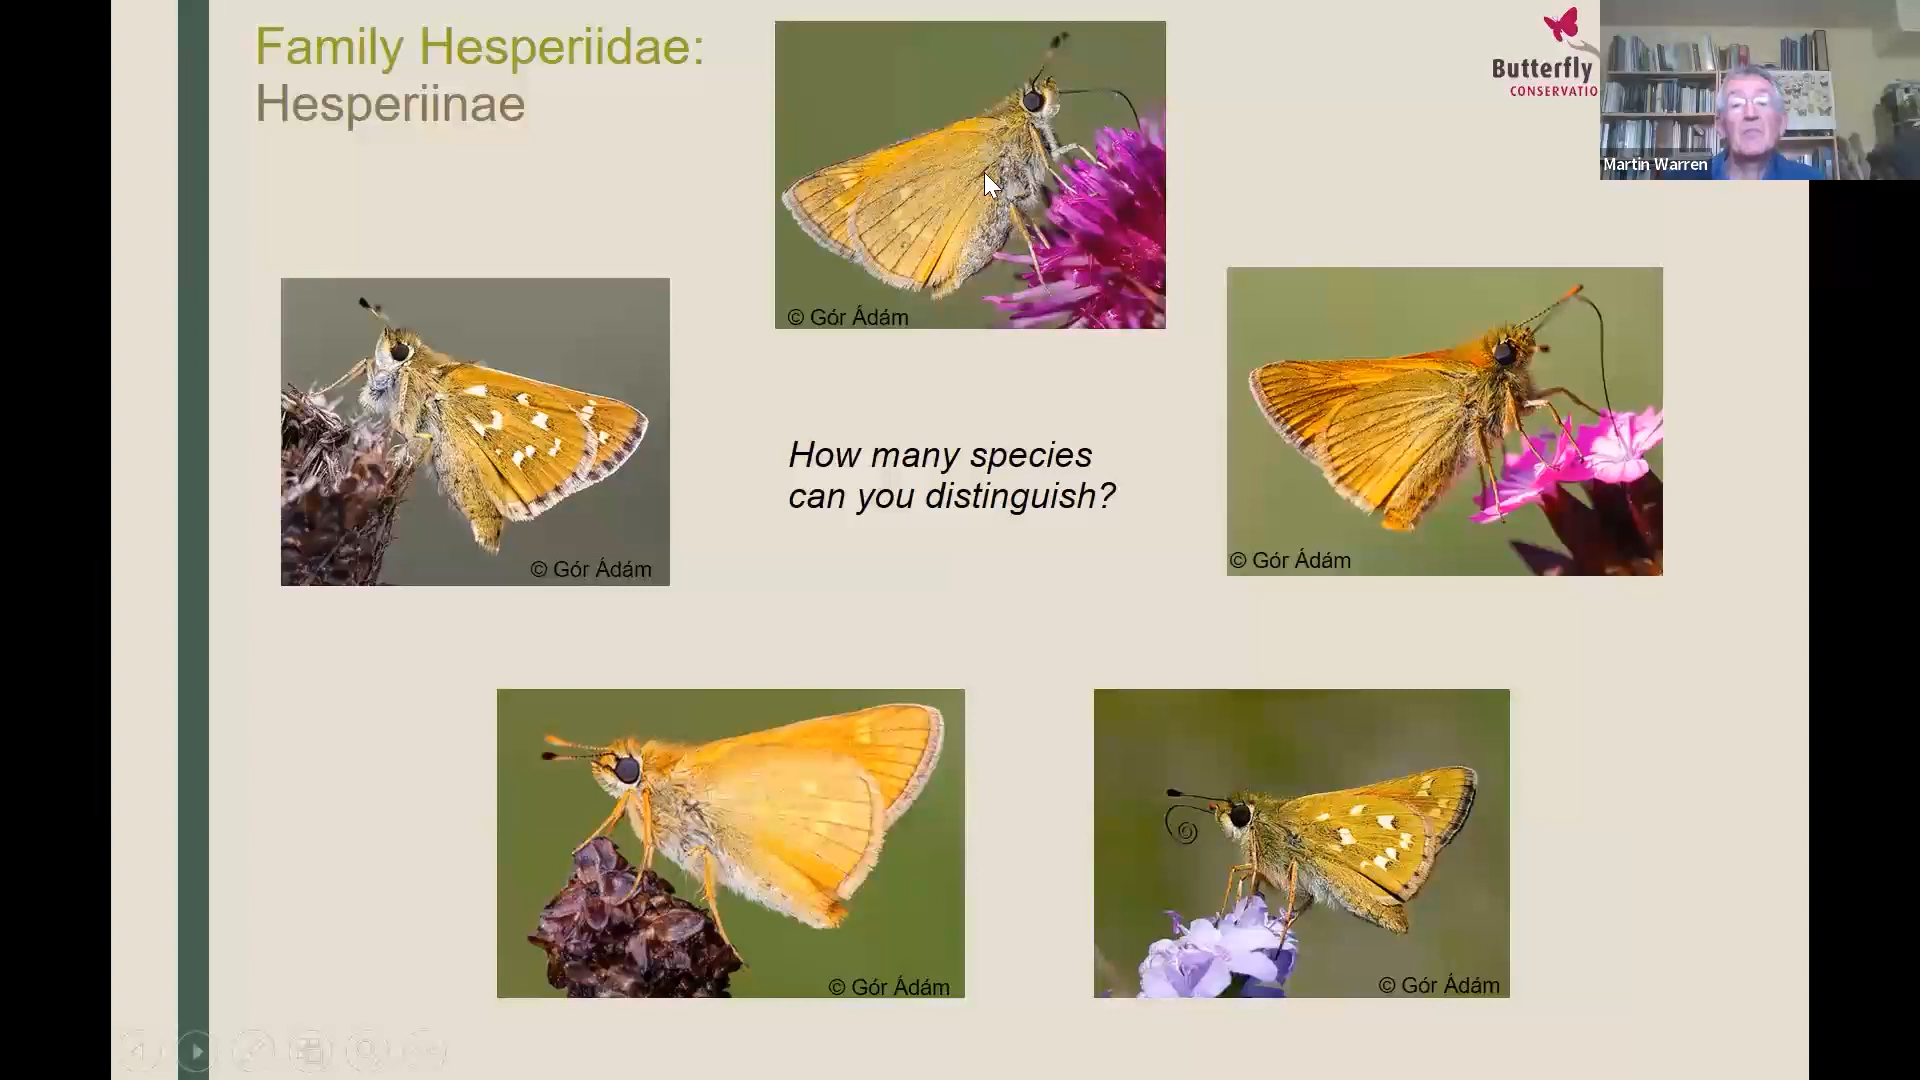 Family Hesperiidae:
Hesperiinae
Butterfly
CONSERVATIO
Martin Warren
© Gór Ádám
© Gór Ádám
© Gór Ádám
How many species
can you distinguish?
© Gór Ádám
© Gór Ádám